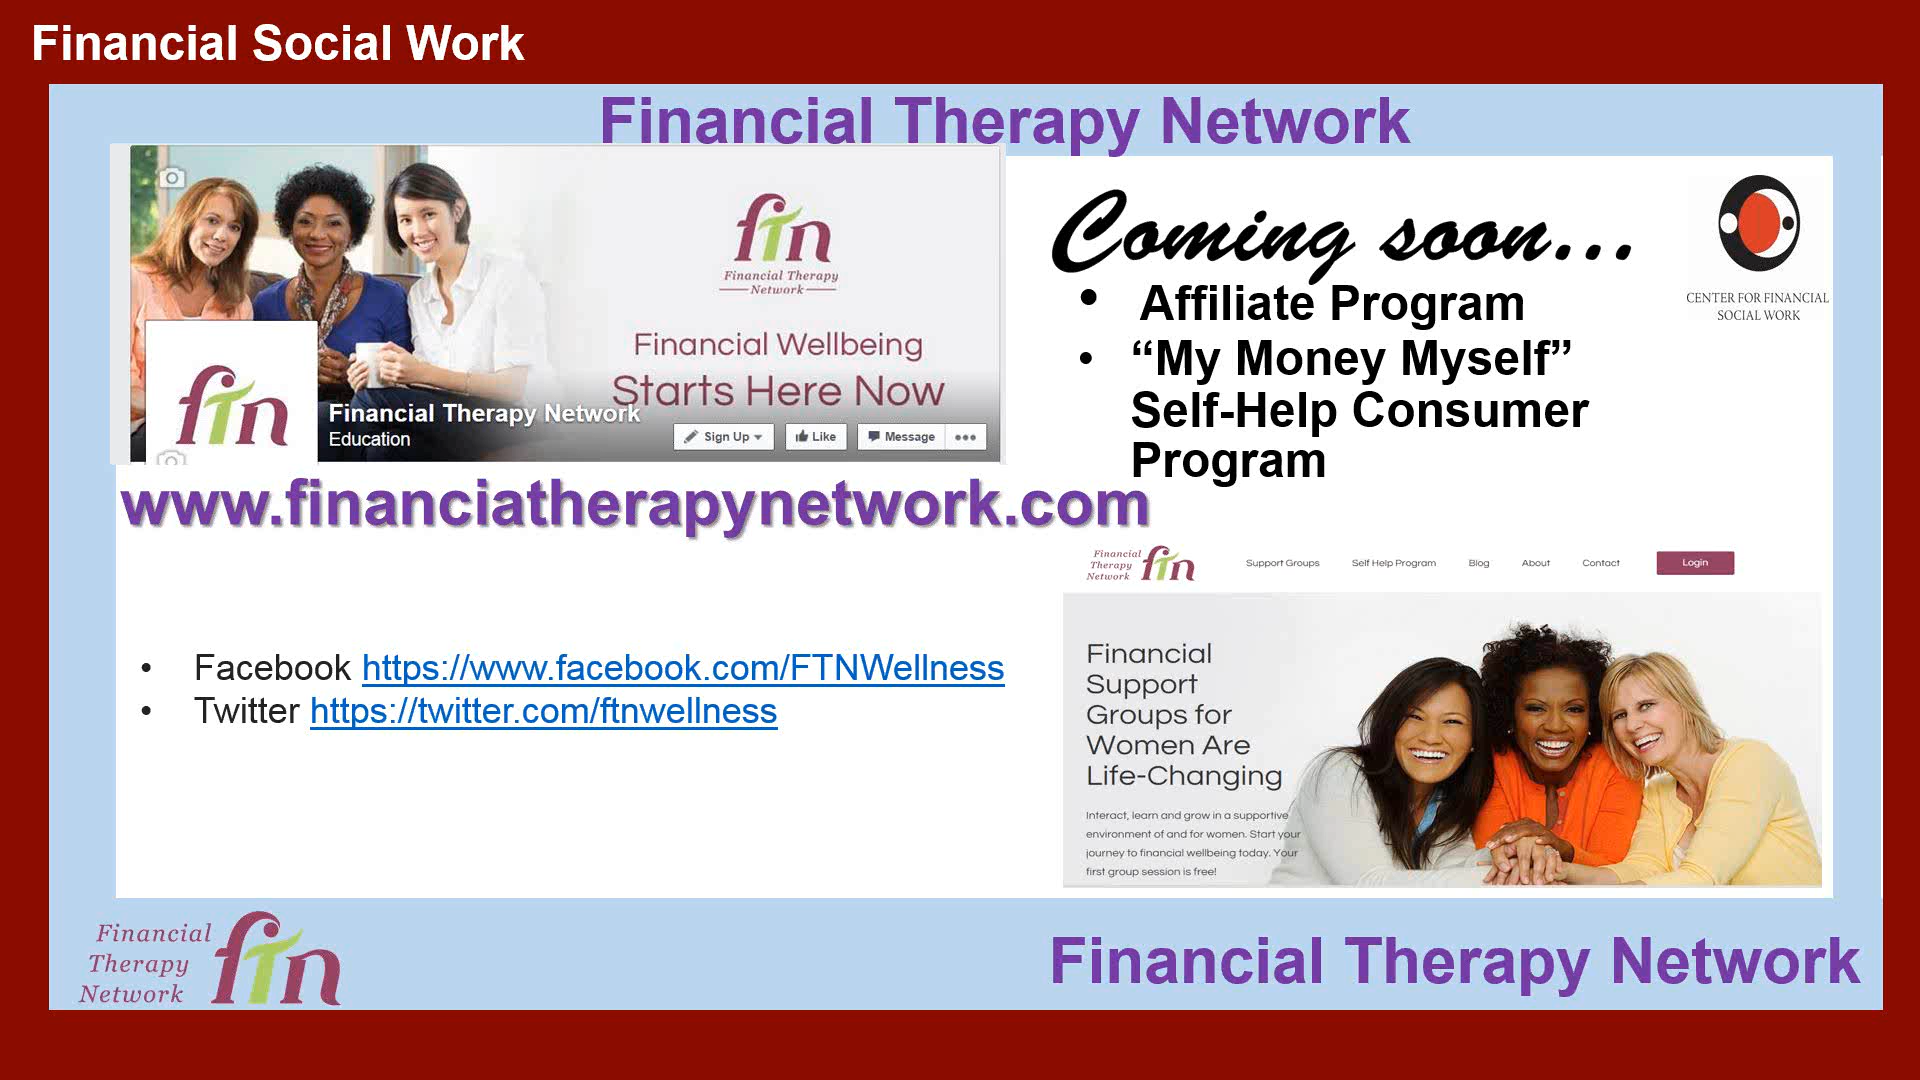 Financial Social Work
Financial Therapy Network
ftn
Financial Therapy
Network
Financial Wellbeing
Starts Here Now
ftn
Financial Therapy Network
Education
Sign Up
Like
Message
Coming soon...
• Affiliate Program
• “My Money Myself”
Self-Help Consumer
Program
CENTER FOR FINANCIAL
SOCIAL WORK
www.financiatherapynetwork.com
• Facebook https://www.facebook.com/FTNWellness
• Twitter https://twitter.com/ftnwellness
Financial
Therapy
Network
ftn
Support Groups Self Help Program Blog About Contact Login
Financial
Support
Groups for
Women Are
Life-Changing
Interact, learn and grow in a supportive
environment of and for women. Start your
journey to financial wellbeing today. Your
first group session is free!
Financial
Therapy
Network
ftn
Financial Therapy Network